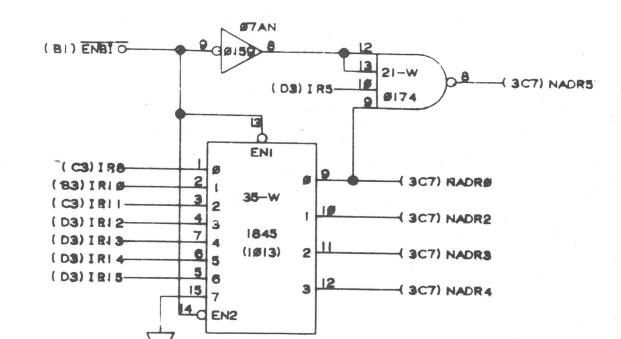 Ø7AN
(B1) ENB1 9 Ø159 8 12
13 21-W 8 (3C7) NADR5
(D3) IR5 1Ø Ø174
9
13
EN1
(C3) IR8 1 Ø Ø 9 (3C7) NADRØ
(B3) IR1Ø 2 1 35-W
(C3) IR11 3 2 1 1Ø (3C7) NADR2
(D3) IR12 4 3 1845
(D3) IR13 7 4 (1Ø13) 2 11 (3C7) NADR3
(D3) IR14 6 5
(D3) IR15 5 6 3 12 (3C7) NADR4
15 7
14 EN2